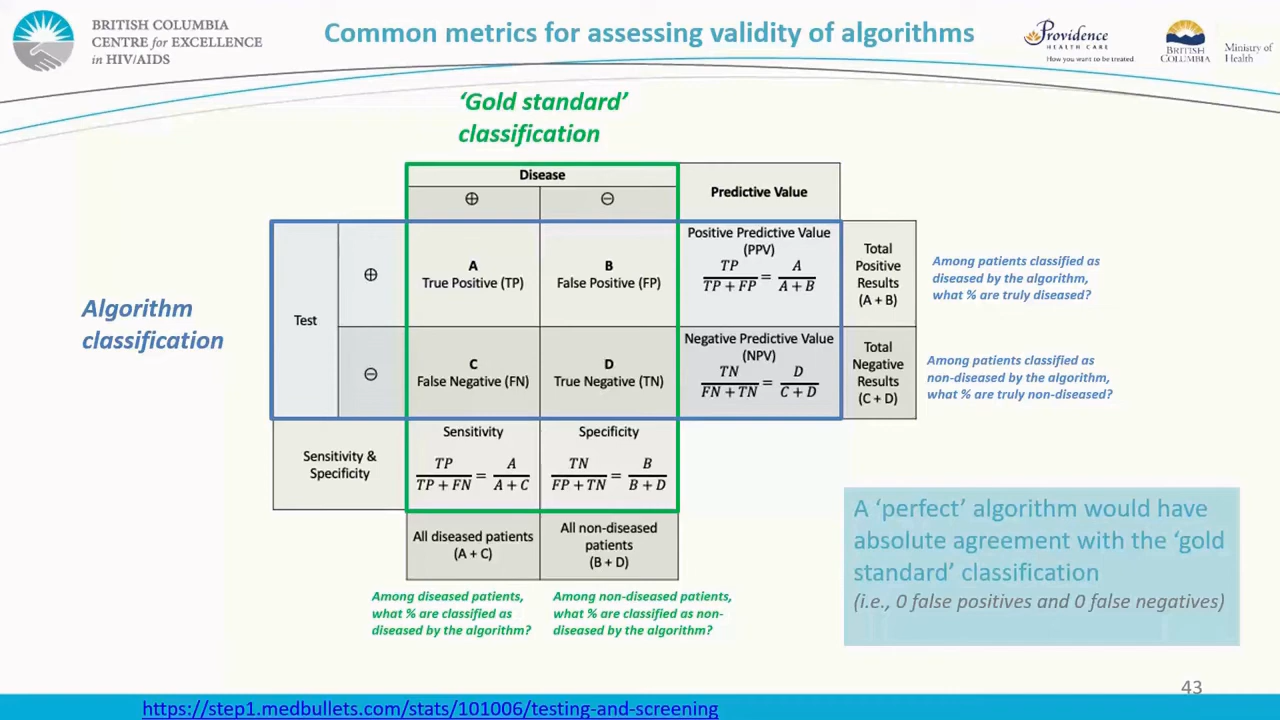 BRITISH COLUMBIA
CENTRE for EXCELLENCE
in HIV/AIDS
Common metrics for assessing validity of algorithms
Providence
HEALTH CARE
How you want to be treated
BRITISH
COLUMBIA
Ministry of
Health
‘Gold standard’
classification
Disease
⊕
⊖
Predictive Value
Algorithm
classification
Test
⊕
A
True Positive (TP)
B
False Positive (FP)
Positive Predictive Value
(PPV)
TP / (TP + FP) = A / (A + B)
Total
Positive
Results
(A + B)
Among patients classified as
diseased by the algorithm,
what % are truly diseased?
⊖
C
False Negative (FN)
D
True Negative (TN)
Negative Predictive Value
(NPV)
TN / (FN + TN) = D / (C + D)
Total
Negative
Results
(C + D)
Among patients classified as
non-diseased by the algorithm,
what % are truly non-diseased?
Sensitivity &
Specificity
Sensitivity
TP / (TP + FN) = A / (A + C)
Specificity
TN / (FP + TN) = B / (B + D)
All diseased patients
(A + C)
All non-diseased
patients
(B + D)
Among diseased patients,
what % are classified as
diseased by the algorithm?
Among non-diseased patients,
what % are classified as non-
diseased by the algorithm?
A ‘perfect’ algorithm would have
absolute agreement with the ‘gold
standard’ classification
(i.e., 0 false positives and 0 false negatives)
43
https://step1.medbullets.com/stats/101006/testing-and-screening